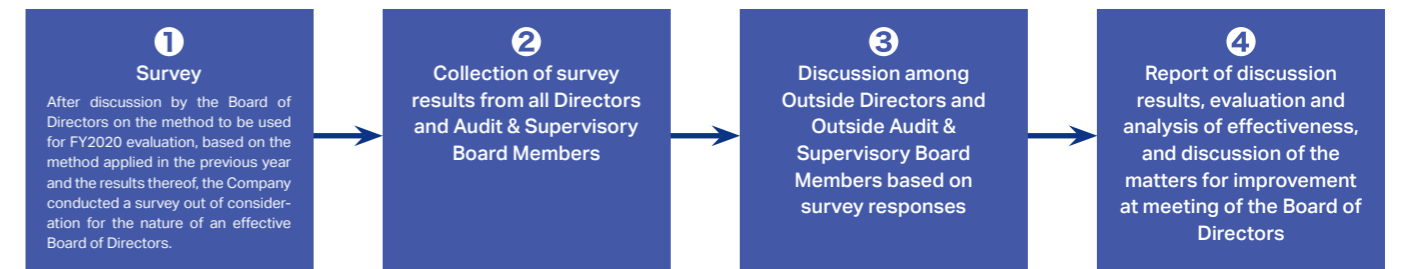 ❶
Survey
After discussion by the Board of
Directors on the method to be used
for FY2020 evaluation, based on the
method applied in the previous year
and the results thereof, the Company
conducted a survey out of consider-
ation for the nature of an effective
Board of Directors.
❷
Collection of survey
results from all Directors
and Audit & Supervisory
Board Members
❸
Discussion among
Outside Directors and
Outside Audit &
Supervisory Board
Members based on
survey responses
❹
Report of discussion
results, evaluation and
analysis of effectiveness,
and discussion of the
matters for improvement
at meeting of the Board of
Directors